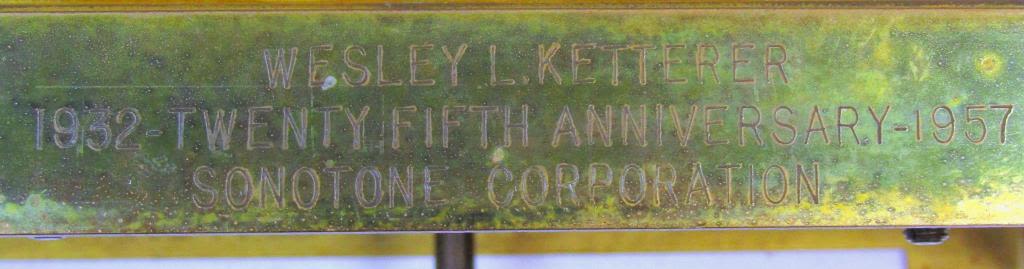 WESLEY L. KETTERER
1932-TWENTY FIFTH ANNIVERSARY-1957
SONOTONE CORPORATION